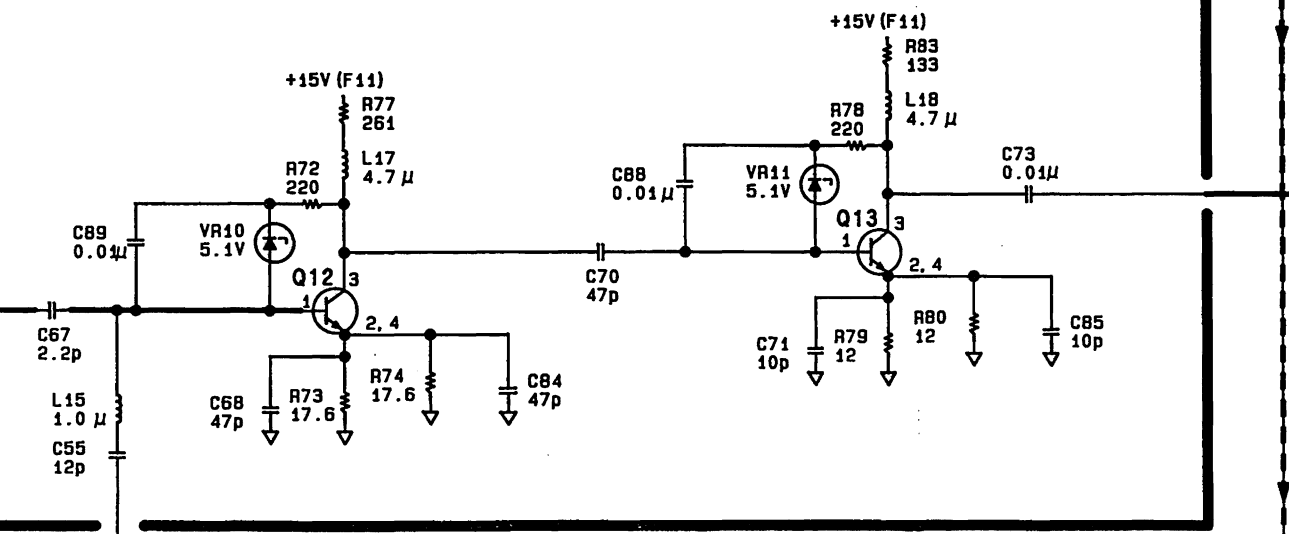 +15V (F11)
R83
133
L18
4.7 µ
R78
220
C73
0.01µ
C88
0.01µ
VR11
5.1V
Q13
1
3
2, 4
+15V (F11)
R77
261
L17
4.7 µ
R72
220
C89
0.01µ
VR10
5.1V
Q12
1
3
2, 4
C70
47p
C67
2.2p
L15
1.0 µ
C55
12p
C68
47p
R73
17.6
R74
17.6
C84
47p
C71
10p
R79
12
R80
12
C85
10p